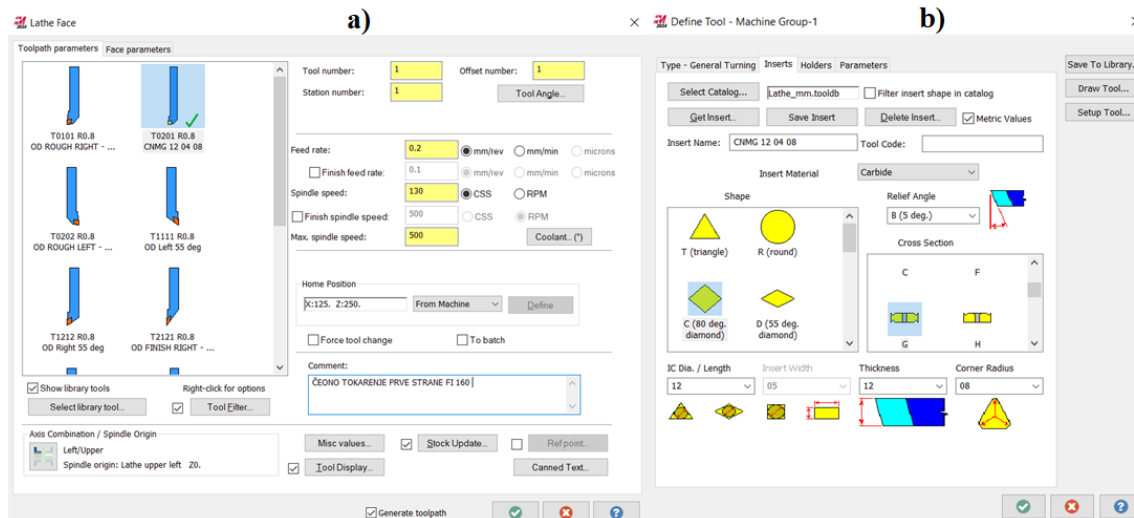 a)
Lathe Face
Toolpath parameters
Face parameters
T0101 R0.8
OD ROUGH RIGHT - ...
T0201 R0.8
CNMG 12 04 08
T0202 R0.8
OD ROUGH LEFT - ...
T1111 R0.8
OD Left 55 deg
T1212 R0.8
OD Right 55 deg
T2121 R0.8
OD FINISH RIGHT - ...
Show library tools
Right-click for options
Select library tool...
Tool Filter...
Axis Combination / Spindle Origin
Left/Upper
Spindle origin: Lathe upper left Z0.
Tool number: 1
Offset number: 1
Station number: 1
Tool Angle...
Feed rate: 0.2 mm/rev mm/min microns
Finish feed rate: 0.1 mm/rev mm/min microns
Spindle speed: 130 CSS RPM
Finish spindle speed: 500 CSS RPM
Max. spindle speed: 500
Coolant.. (*)
Home Position
X:125. Z:250.
From Machine
Define
Force tool change
To batch
Comment:
ČEONO TOKARENJE PRVE STRANE FI 160
Misc values...
Stock Update...
Ref point...
Tool Display...
Canned Text...
Generate toolpath
b)
Define Tool - Machine Group-1
Type - General Turning
Inserts
Holders
Parameters
Save To Library...
Draw Tool...
Setup Tool...
Select Catalog...
Lathe_mm.tooldb
Filter insert shape in catalog
Get Insert...
Save Insert
Delete Insert...
Metric Values
Insert Name: CNMG 12 04 08
Tool Code:
Insert Material
Carbide
Shape
T (triangle)
R (round)
C (80 deg. diamond)
D (55 deg. diamond)
Relief Angle
B (5 deg.)
Cross Section
C
F
G
H
IC Dia. / Length
12
Insert Width
05
Thickness
12
Corner Radius
08